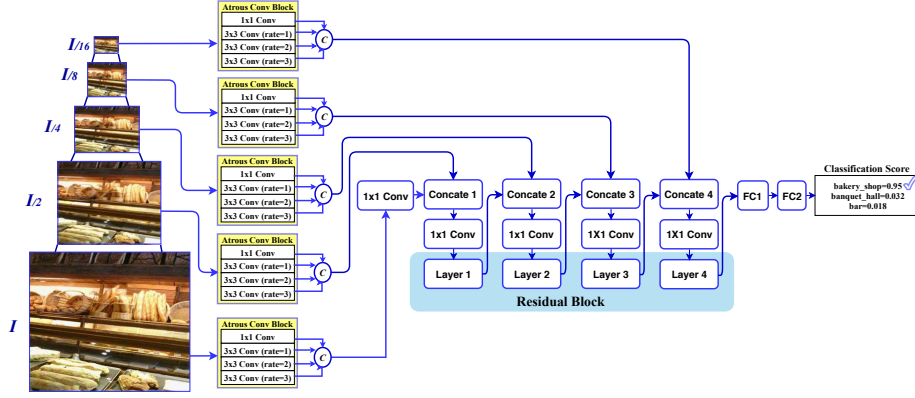 I/16
I/8
I/4
I/2
I
Atrous Conv Block
1x1 Conv
3x3 Conv (rate=1)
3x3 Conv (rate=2)
3x3 Conv (rate=3)
C
Atrous Conv Block
1x1 Conv
3x3 Conv (rate=1)
3x3 Conv (rate=2)
3x3 Conv (rate=3)
C
Atrous Conv Block
1x1 Conv
3x3 Conv (rate=1)
3x3 Conv (rate=2)
3x3 Conv (rate=3)
C
Atrous Conv Block
1x1 Conv
3x3 Conv (rate=1)
3x3 Conv (rate=2)
3x3 Conv (rate=3)
C
Atrous Conv Block
1x1 Conv
3x3 Conv (rate=1)
3x3 Conv (rate=2)
3x3 Conv (rate=3)
C
1x1 Conv
Concate 1
Concate 2
Concate 3
Concate 4
1x1 Conv
1x1 Conv
1X1 Conv
1X1 Conv
Layer 1
Layer 2
Layer 3
Layer 4
Residual Block
FC1
FC2
Classification Score
bakery_shop=0.95
banquet_hall=0.032
bar=0.018